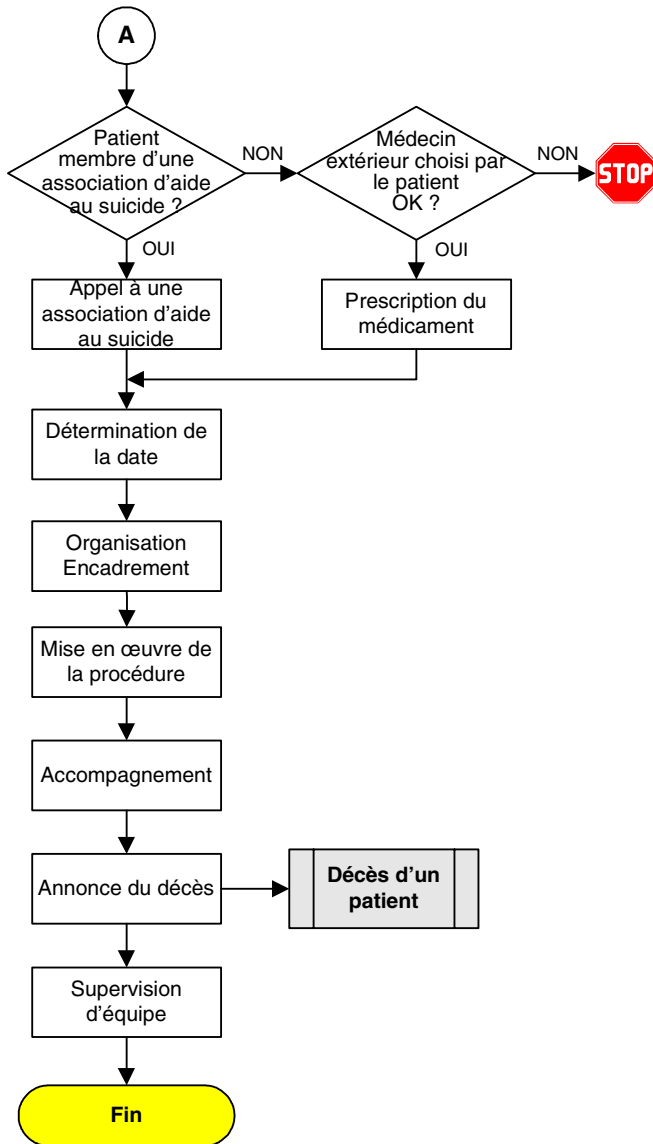 A
Patient
membre d'une
association d'aide
au suicide ?
NON
Médecin
extérieur choisi par
le patient
OK ?
NON
STOP
OUI
OUI
Appel à une
association d'aide
au suicide
Prescription du
médicament
Détermination de
la date
Organisation
Encadrement
Mise en œuvre de
la procédure
Accompagnement
Annonce du décès
Décès d'un
patient
Supervision
d'équipe
Fin